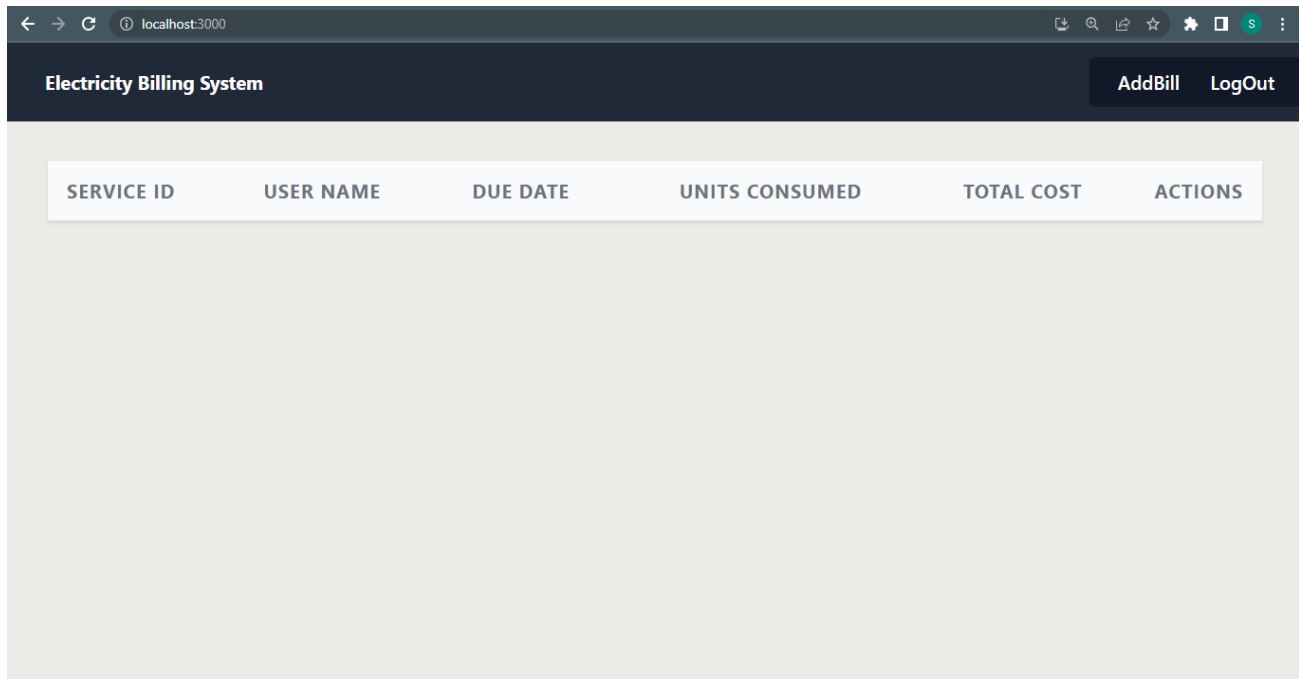 localhost:3000
S
Electricity Billing System AddBill LogOut
SERVICE ID USER NAME DUE DATE UNITS CONSUMED TOTAL COST ACTIONS